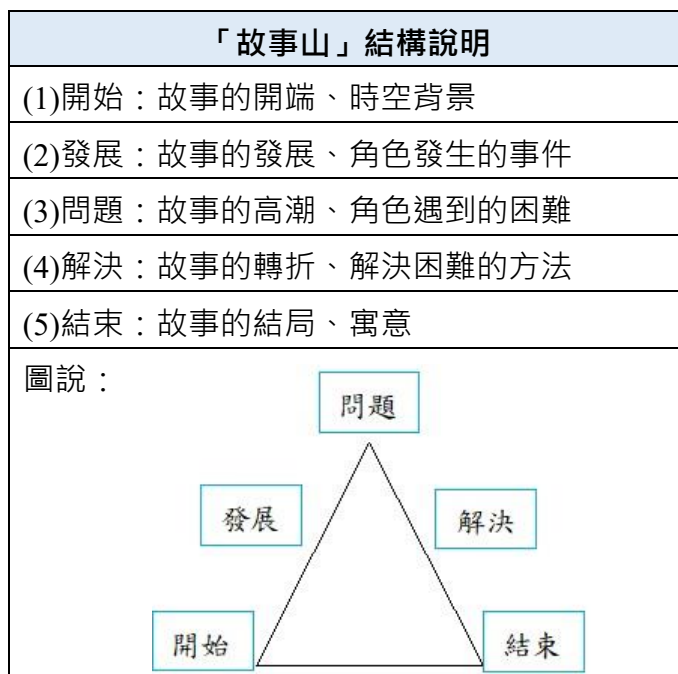 「故事山」結構說明
(1)開始：故事的開端、時空背景
(2)發展：故事的發展、角色發生的事件
(3)問題：故事的高潮、角色遇到的困難
(4)解決：故事的轉折、解決困難的方法
(5)結束：故事的結局、寓意
圖說：
問題
發展
解決
開始
結束